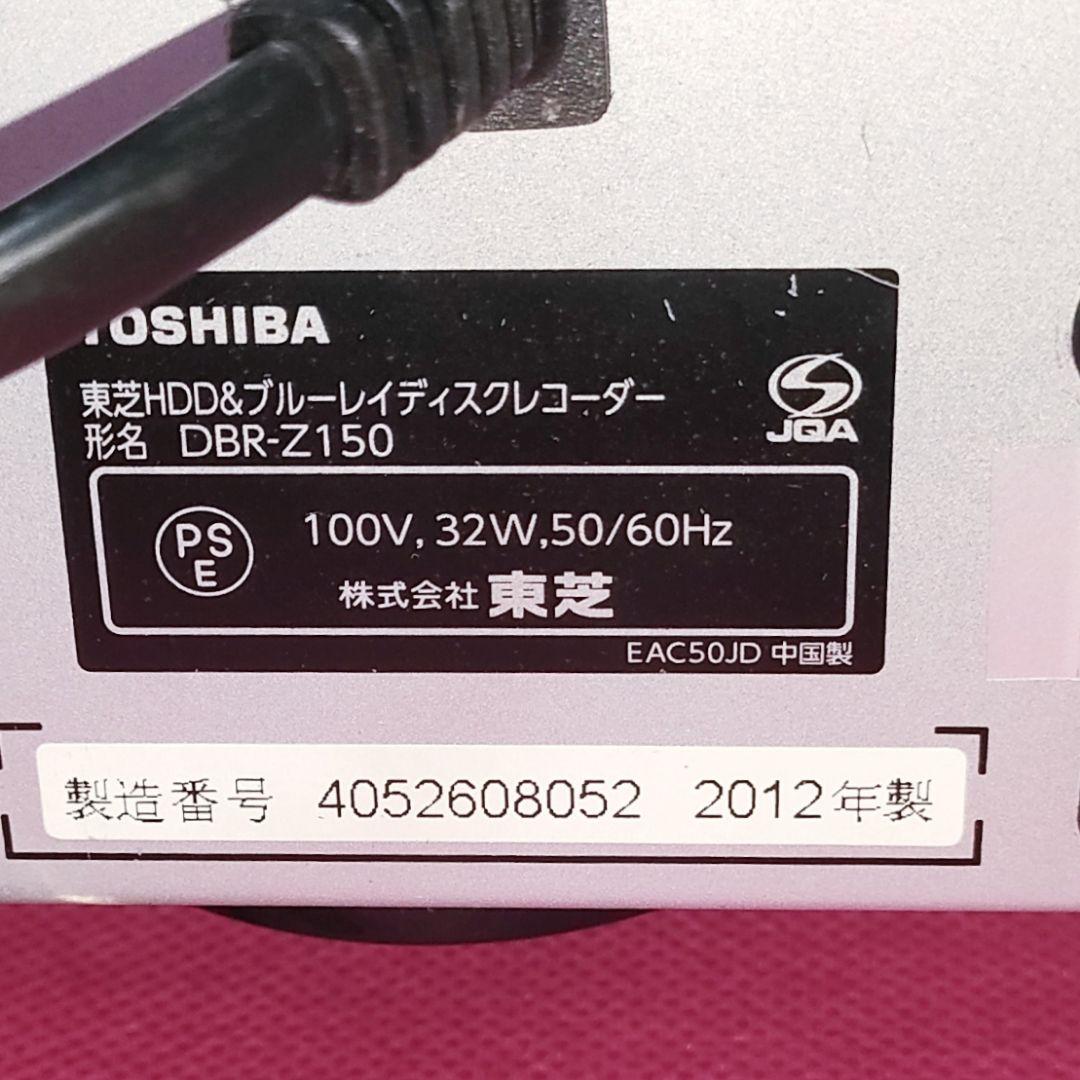 TOSHIBA
東芝HDD&ブルーレイディスクレコーダー
形名 DBR-Z150
JQA
PS
E
100V, 32W,50/60Hz
株式会社 東芝
EAC50JD 中国製
製造番号 4052608052 2012年製